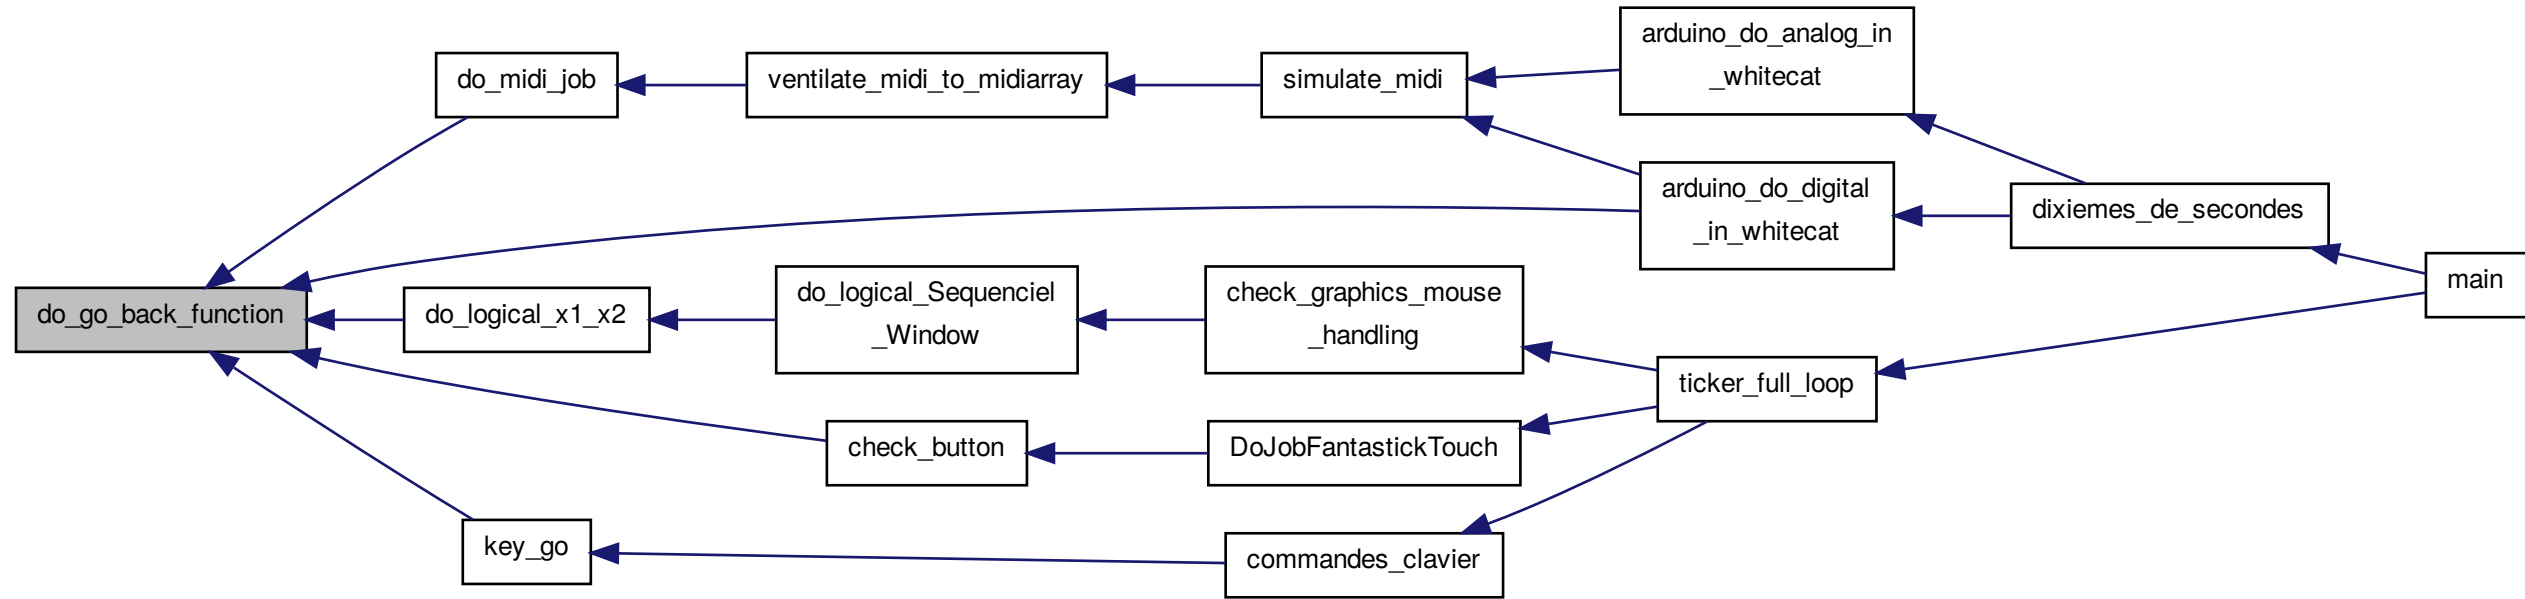 arduino_do_analog_in
_whitecat
do_midi_job
ventilate_midi_to_midiarray
simulate_midi
arduino_do_digital
_in_whitecat
dixiemes_de_secondes
main
do_go_back_function
do_logical_x1_x2
do_logical_Sequenciel
_Window
check_graphics_mouse
_handling
ticker_full_loop
check_button
DoJobFantastickTouch
key_go
commandes_clavier